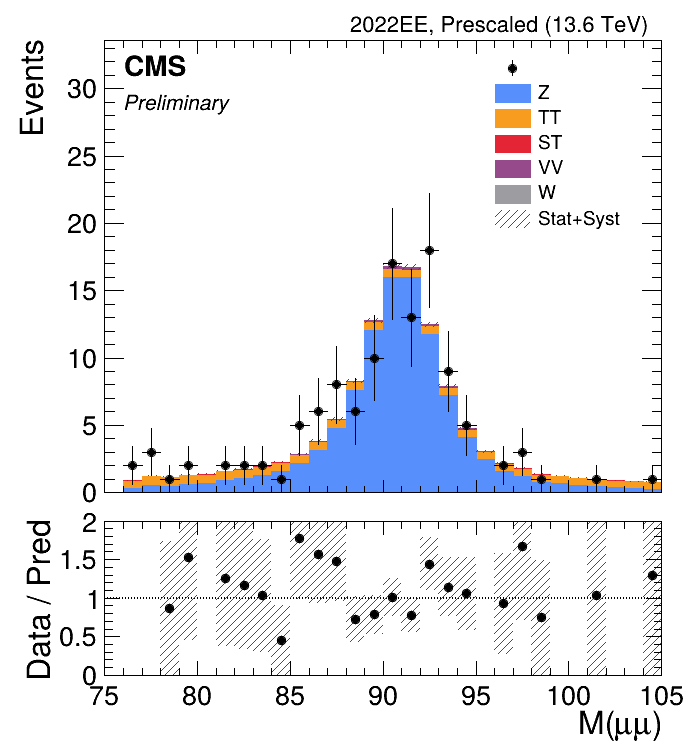 2022EE, Prescaled (13.6 TeV)
CMS
Preliminary
Events
30
25
20
15
10
5
0
Z
TT
ST
VV
W
Stat+Syst
Data / Pred
2
1.5
1
0.5
0
75 80 85 90 95 100 105
M(μμ)